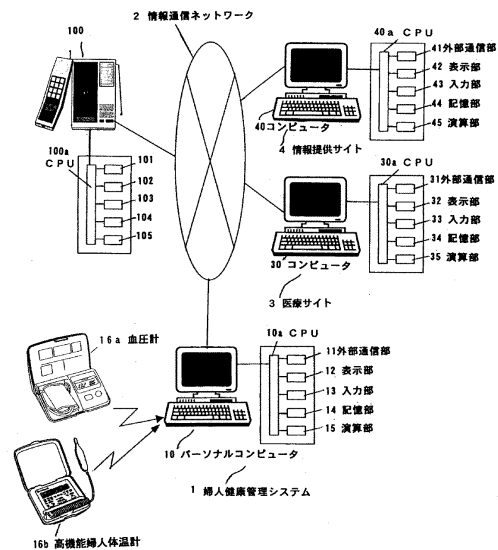 2 情報通信ネットワーク
100
100a
CPU
101
102
103
104
105
40a CPU
41外部通信部
42 表示部
43 入力部
44 記憶部
45 演算部
40コンピュータ
4 情報提供サイト
30a CPU
31外部通信部
32 表示部
33 入力部
34 記憶部
35 演算部
30 コンピュータ
3 医療サイト
16a 血圧計
10a CPU
11外部通信部
12 表示部
13 入力部
14 記憶部
15 演算部
10 パーソナルコンピュータ
1 婦人健康管理システム
16b 高機能婦人体温計